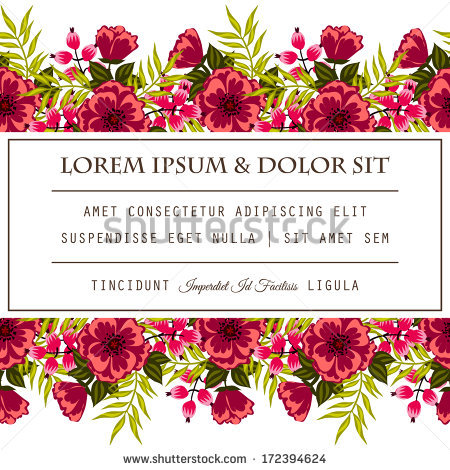 LOREM IPSUM & DOLOR SIT
AMET CONSECTETUR ADIPISCING ELIT
shutterstock
SUSPENDISSE EGET NULLA | SIT AMET SEM
TINCIDUNT Imperdiet Id Facilisis LIGULA
www.shutterstock.com · 172394624